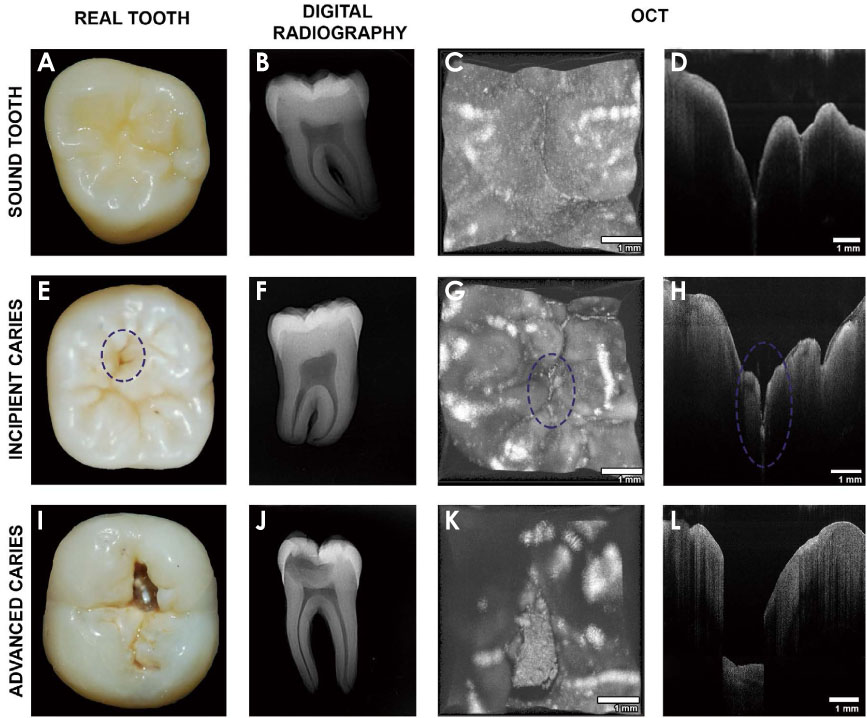 REAL TOOTH
DIGITAL
RADIOGRAPHY
OCT
SOUND TOOTH
A
B
C
1 mm
D
1 mm
INCIPIENT CARIES
E
F
G
1 mm
H
1 mm
ADVANCED CARIES
I
J
K
1 mm
L
1 mm